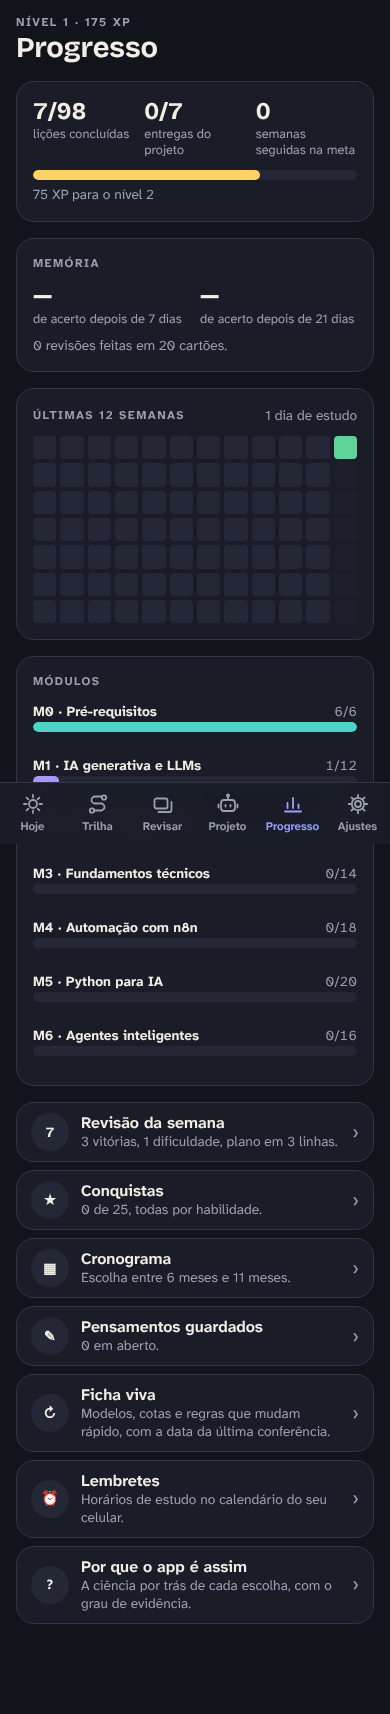 NÍVEL 1 · 175 XP
Progresso
7/98
lições concluídas
0/7
entregas do
projeto
0
semanas
seguidas na meta
75 XP para o nível 2
MEMÓRIA
—
de acerto depois de 7 dias
—
de acerto depois de 21 dias
0 revisões feitas em 20 cartões.
ÚLTIMAS 12 SEMANAS
1 dia de estudo
MÓDULOS
M0 · Pré-requisitos 6/6
M1 · IA generativa e LLMs 1/12
Hoje
Trilha
Revisar
Projeto
Progresso
Ajustes
M3 · Fundamentos técnicos 0/14
M4 · Automação com n8n 0/18
M5 · Python para IA 0/20
M6 · Agentes inteligentes 0/16
7
Revisão da semana
3 vitórias, 1 dificuldade, plano em 3 linhas.
Conquistas
0 de 25, todas por habilidade.
Cronograma
Escolha entre 6 meses e 11 meses.
Pensamentos guardados
0 em aberto.
Ficha viva
Modelos, cotas e regras que mudam
rápido, com a data da última conferência.
Lembretes
Horários de estudo no calendário do seu
celular.
?
Por que o app é assim
A ciência por trás de cada escolha, com o
grau de evidência.